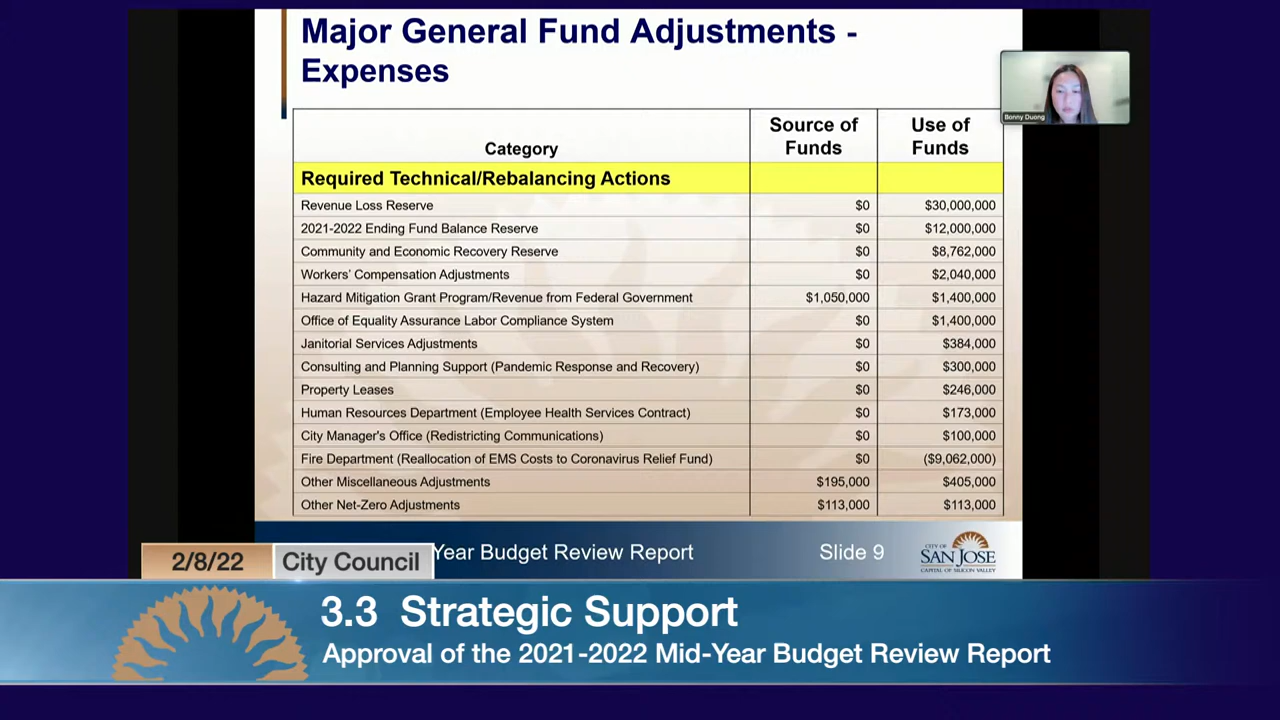 Major General Fund Adjustments -
Expenses
Bonny Duong
Category Source of Funds Use of Funds
Required Technical/Rebalancing Actions
Revenue Loss Reserve $0 $30,000,000
2021-2022 Ending Fund Balance Reserve $0 $12,000,000
Community and Economic Recovery Reserve $0 $8,762,000
Workers' Compensation Adjustments $0 $2,040,000
Hazard Mitigation Grant Program/Revenue from Federal Government $1,050,000 $1,400,000
Office of Equality Assurance Labor Compliance System $0 $1,400,000
Janitorial Services Adjustments $0 $384,000
Consulting and Planning Support (Pandemic Response and Recovery) $0 $300,000
Property Leases $0 $246,000
Human Resources Department (Employee Health Services Contract) $0 $173,000
City Manager's Office (Redistricting Communications) $0 $100,000
Fire Department (Reallocation of EMS Costs to Coronavirus Relief Fund) $0 ($9,062,000)
Other Miscellaneous Adjustments $195,000 $405,000
Other Net-Zero Adjustments $113,000 $113,000
Year Budget Review Report Slide 9
CITY OF
SAN JOSE
CAPITAL OF SILICON VALLEY
2/8/22 City Council
3.3 Strategic Support
Approval of the 2021-2022 Mid-Year Budget Review Report